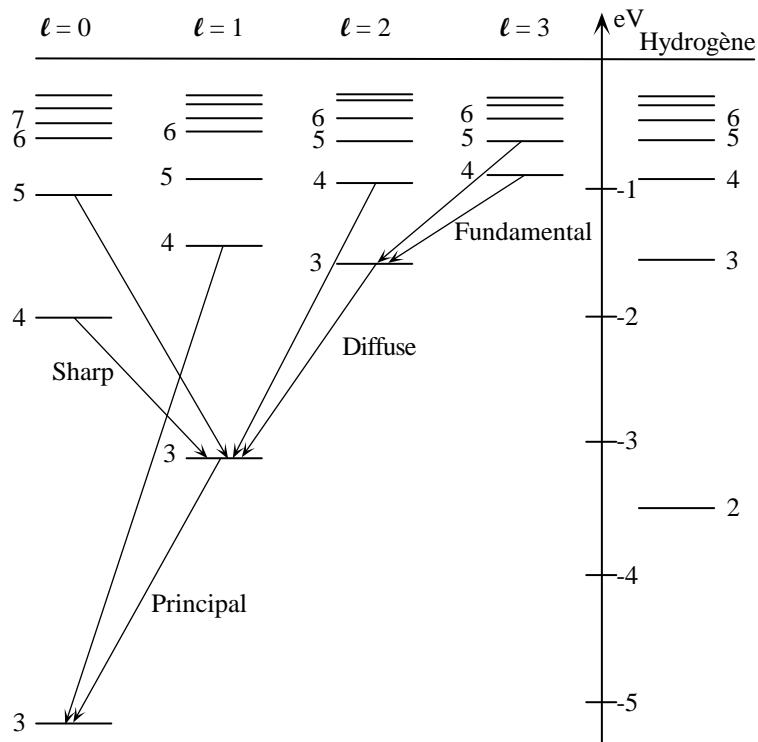 ℓ = 0 ℓ = 1 ℓ = 2 ℓ = 3 eV
Hydrogène
7 6 6 6 6
6 6 5 5 5
5 5 4 4 -1 4
4 Fundamental
3 3
4 -2
Sharp Diffuse
3 -3
2
-4
Principal
3 -5